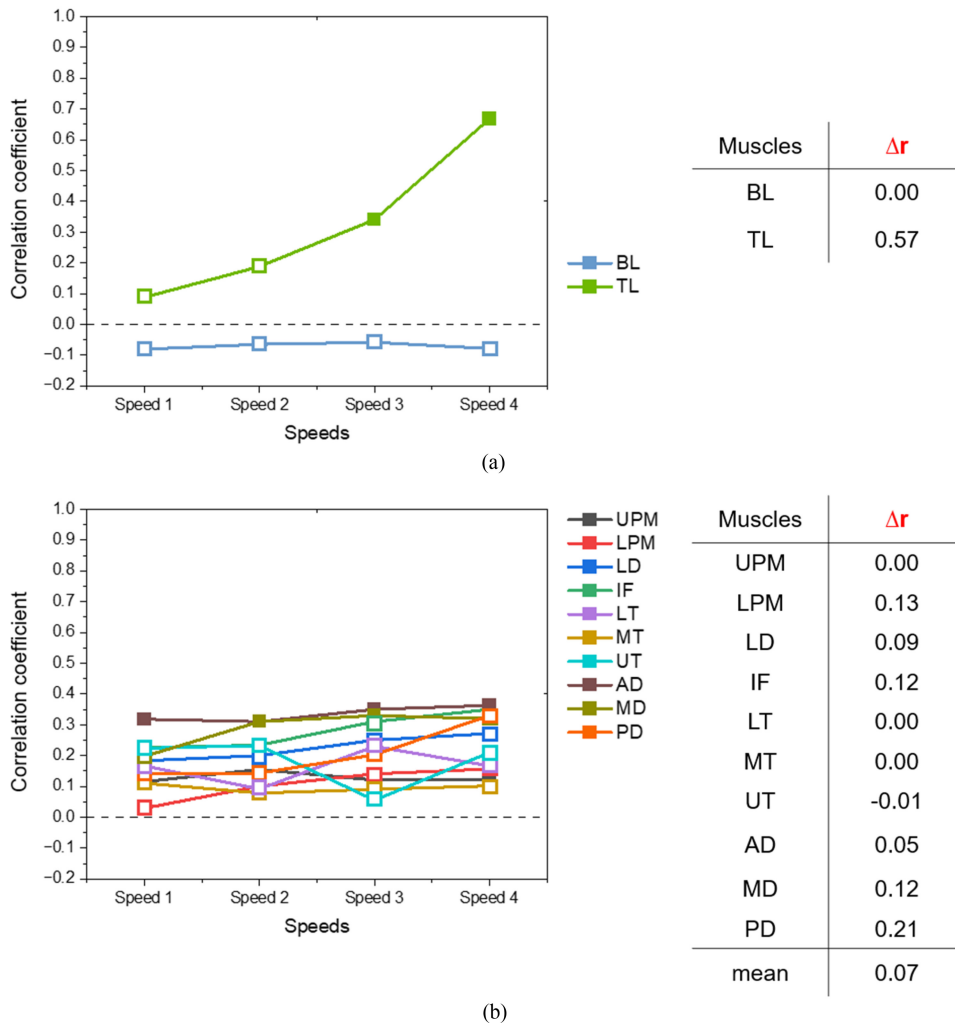 1.0
0.9
0.8
0.7
0.6
0.5
0.4
0.3
0.2
0.1
0.0
−0.1
−0.2
Correlation coefficient
Speed 1 Speed 2 Speed 3 Speed 4
Speeds
BL
TL
Muscles Δr
BL 0.00
TL 0.57
(a)
1.0
0.9
0.8
0.7
0.6
0.5
0.4
0.3
0.2
0.1
0.0
−0.1
−0.2
Correlation coefficient
Speed 1 Speed 2 Speed 3 Speed 4
Speeds
UPM
LPM
LD
IF
LT
MT
UT
AD
MD
PD
Muscles Δr
UPM 0.00
LPM 0.13
LD 0.09
IF 0.12
LT 0.00
MT 0.00
UT -0.01
AD 0.05
MD 0.12
PD 0.21
mean 0.07
(b)